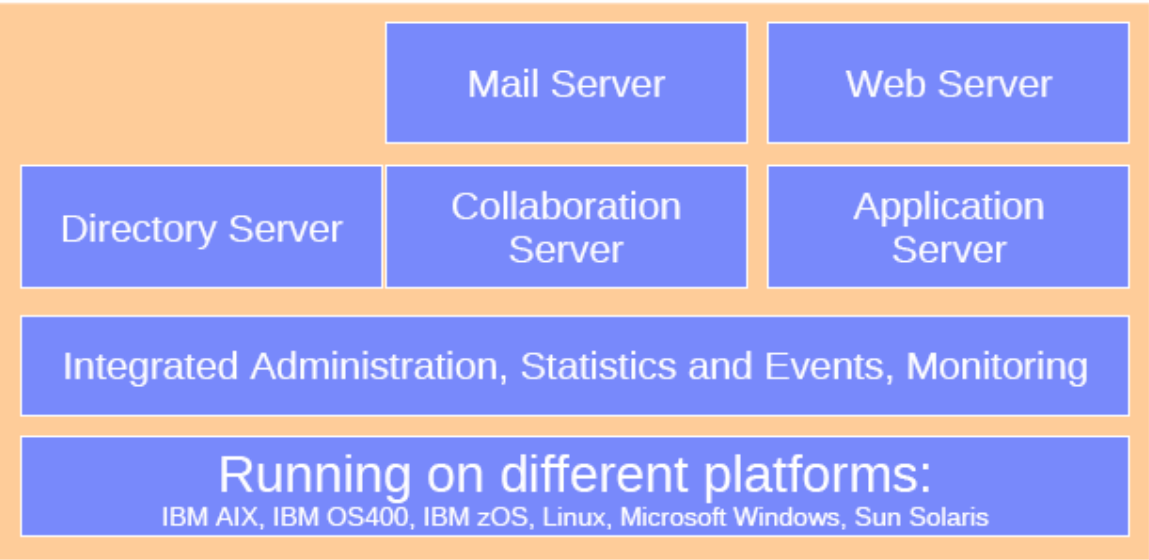 Mail Server
Web Server
Directory Server
Collaboration
Server
Application
Server
Integrated Administration, Statistics and Events, Monitoring
Running on different platforms:
IBM AIX, IBM OS400, IBM zOS, Linux, Microsoft Windows, Sun Solaris